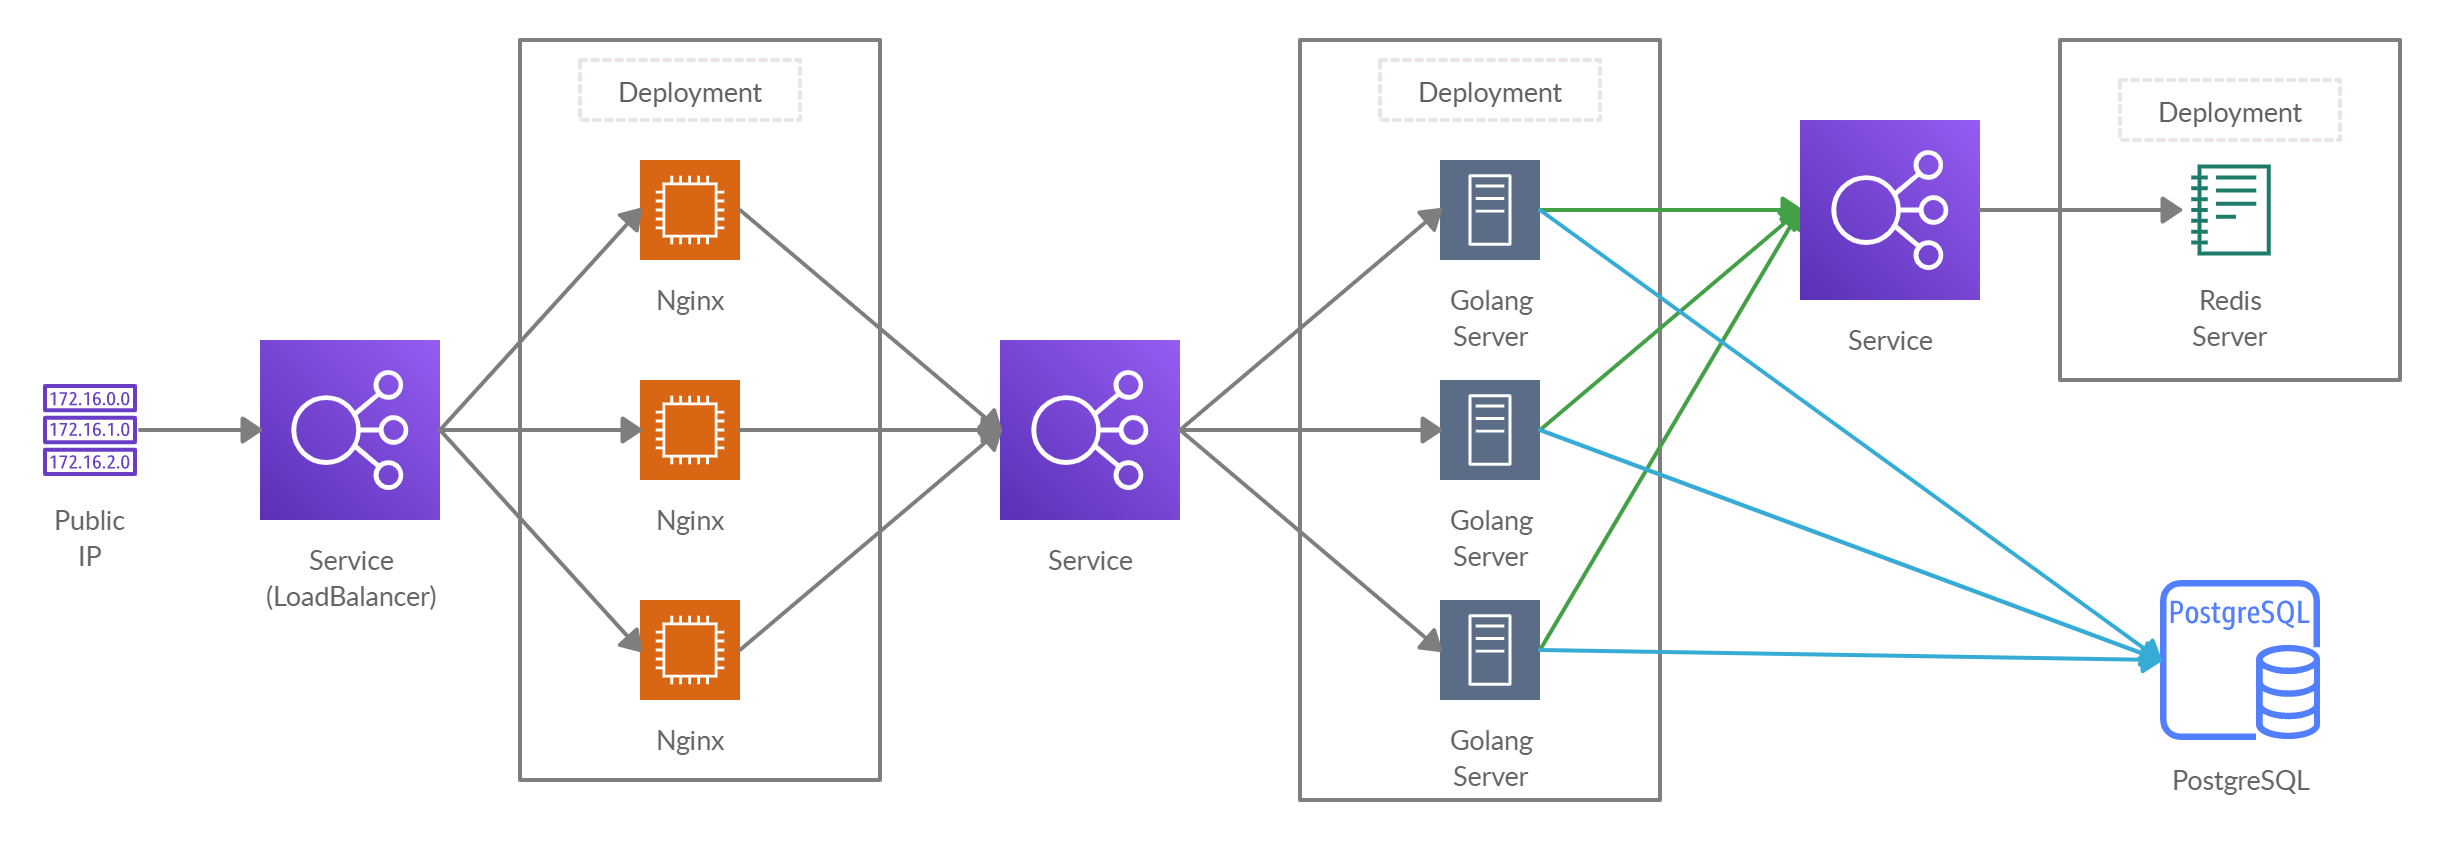 172.16.0.0
172.16.1.0
172.16.2.0
Public
IP
Service
(LoadBalancer)
Deployment
Nginx
Nginx
Nginx
Service
Deployment
Golang
Server
Golang
Server
Golang
Server
Service
Deployment
Redis
Server
PostgreSQL
PostgreSQL